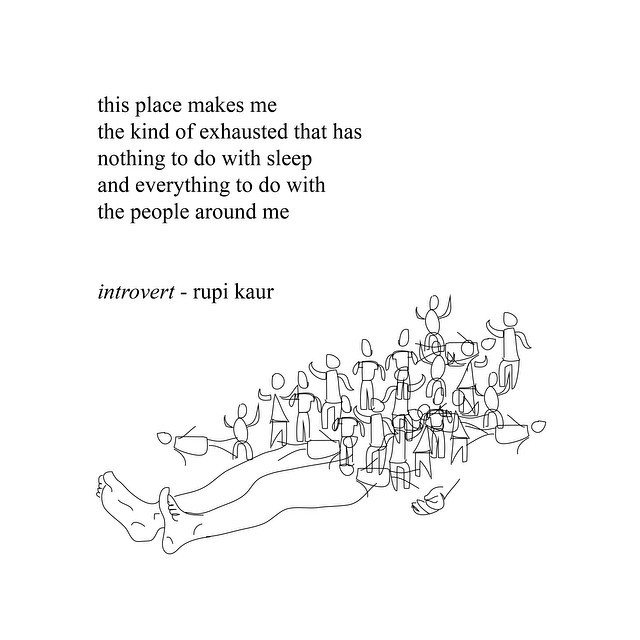 this place makes me
the kind of exhausted that has
nothing to do with sleep
and everything to do with
the people around me
introvert - rupi kaur